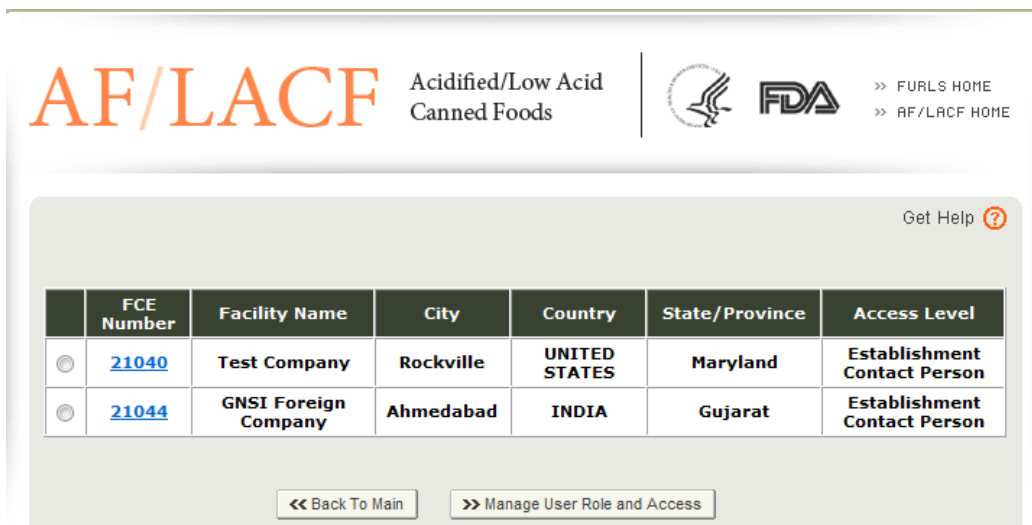 AF/LACF
Acidified/Low Acid
Canned Foods
FDA
>> FURLS HOME
>> AF/LACF HOME
Get Help ?
FCE Number Facility Name City Country State/Province Access Level
21040 Test Company Rockville UNITED STATES Maryland Establishment Contact Person
21044 GNSI Foreign Company Ahmedabad INDIA Gujarat Establishment Contact Person
<< Back To Main >> Manage User Role and Access